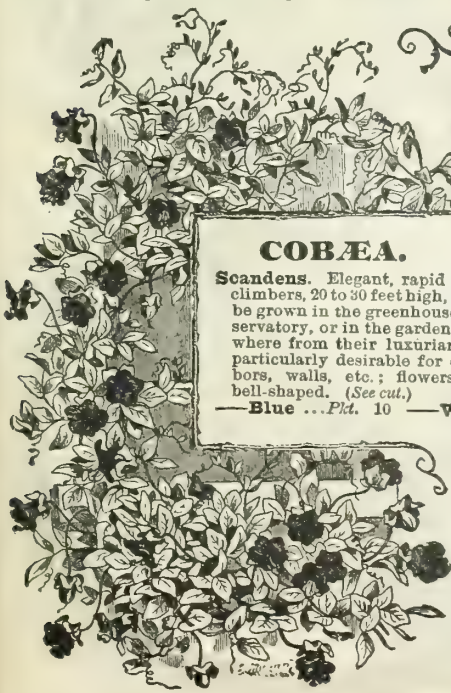 COBÆA.
Scandens. Elegant, rapid
climbers, 20 to 30 feet high,
be grown in the greenhouse
servatory, or in the garden
where from their luxurian
particularly desirable for
bors, walls, etc.; flowers
bell-shaped. (See cut.)
—Blue ...Pkt. 10 —